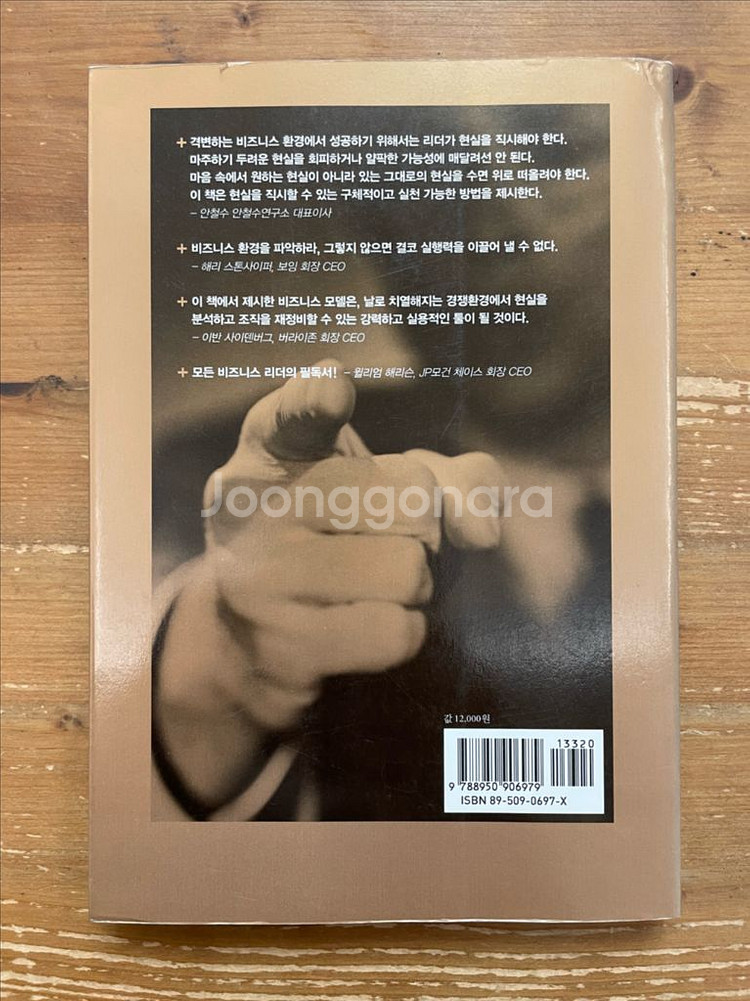 + 격변하는 비즈니스 환경에서 성공하기 위해서는 리더가 현실을 직시해야 한다.
마주하기 두려운 현실을 회피하거나 얄팍한 가능성에 매달려선 안 된다.
마음 속에서 원하는 현실이 아니라 있는 그대로의 현실을 수면 위로 떠올려야 한다.
이 책은 현실을 직시할 수 있는 구체적이고 실천 가능한 방법을 제시한다.
– 안철수 안철수연구소 대표이사
+ 비즈니스 환경을 파악하라, 그렇지 않으면 결코 실행력을 이끌어 낼 수 없다.
– 해리 스톤사이퍼, 보잉 회장 CEO
+ 이 책에서 제시한 비즈니스 모델은, 날로 치열해지는 경쟁환경에서 현실을
분석하고 조직을 재정비할 수 있는 강력하고 실용적인 툴이 될 것이다.
– 이반 사이덴버그, 버라이존 회장 CEO
+ 모든 비즈니스 리더의 필독서! – 윌리엄 해리슨, JP모건 체이스 회장 CEO
Joonggonara
값 12,000원
13320
9 788950 906979
ISBN 89-509-0697-X